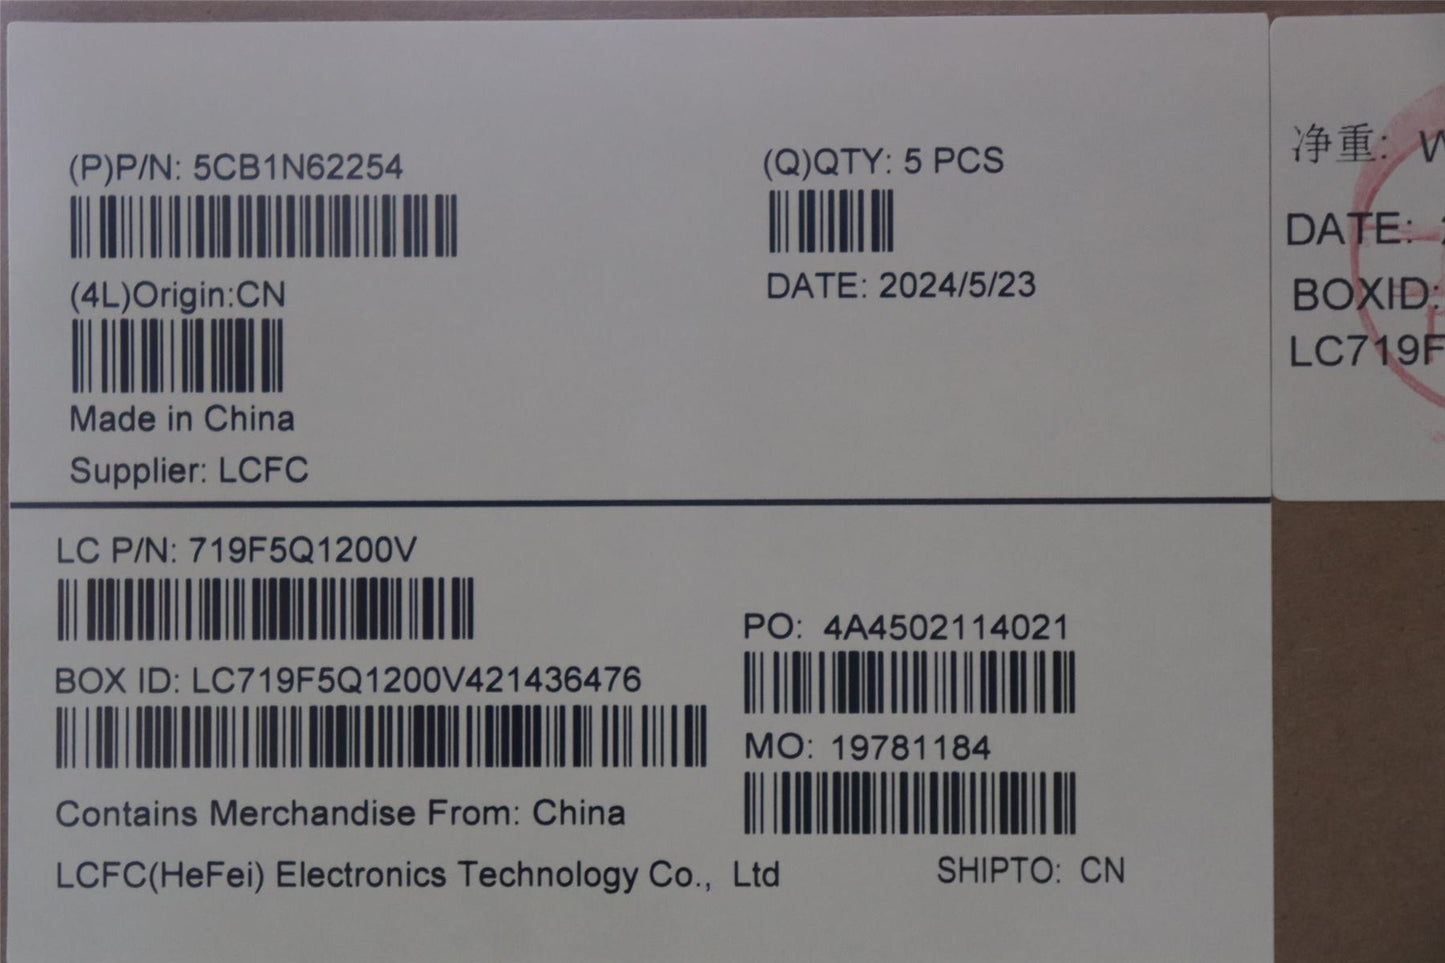 (P)P/N: 5CB1N62254
(Q)QTY: 5 PCS
DATE: 2024/5/23
(4L)Origin:CN
Made in China
Supplier: LCFC
LC P/N: 719F5Q1200V
BOX ID: LC719F5Q1200V421436476
PO: 4A4502114021
MO: 19781184
Contains Merchandise From: China
LCFC(HeFei) Electronics Technology Co., Ltd
SHIPTO: CN
净重:
DATE:
BOXID:
LC719F